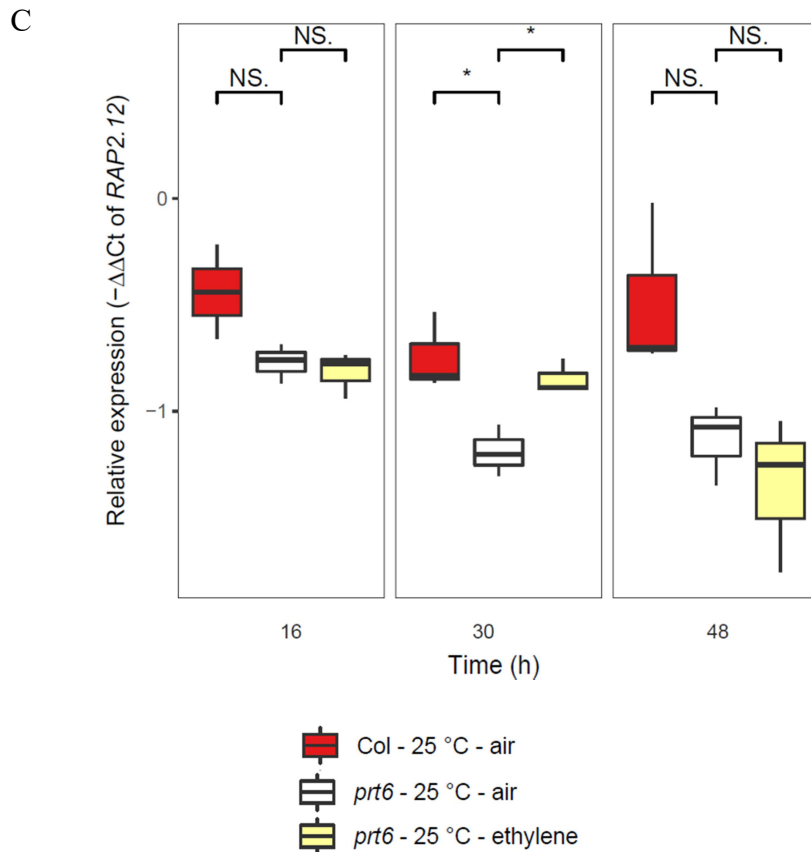 C
NS.
NS.
*
*
NS.
NS.
Relative expression (−ΔΔCt of RAP2.12)
0
−1
16
30
48
Time (h)
Col - 25 °C - air
prt6 - 25 °C - air
prt6 - 25 °C - ethylene